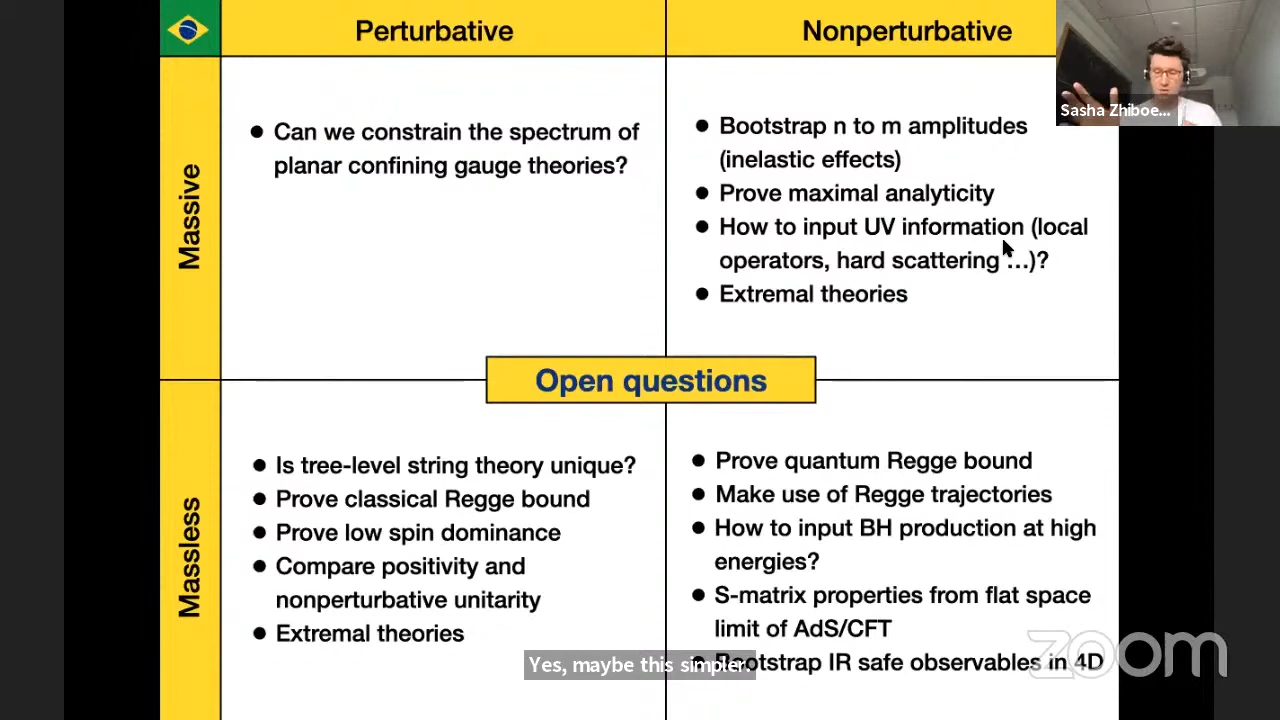 Perturbative
Nonperturbative
Sasha Zhiboe...
Massive
● Can we constrain the spectrum of
planar confining gauge theories?
● Bootstrap n to m amplitudes
(inelastic effects)
● Prove maximal analyticity
● How to input UV information (local
operators, hard scattering ...)?
● Extremal theories
Open questions
Massless
● Is tree-level string theory unique?
● Prove classical Regge bound
● Prove low spin dominance
● Compare positivity and
nonperturbative unitarity
● Extremal theories
● Prove quantum Regge bound
● Make use of Regge trajectories
● How to input BH production at high
energies?
● S-matrix properties from flat space
limit of AdS/CFT
● Bootstrap IR safe observables in 4D
Yes, maybe this simpler.
zoom